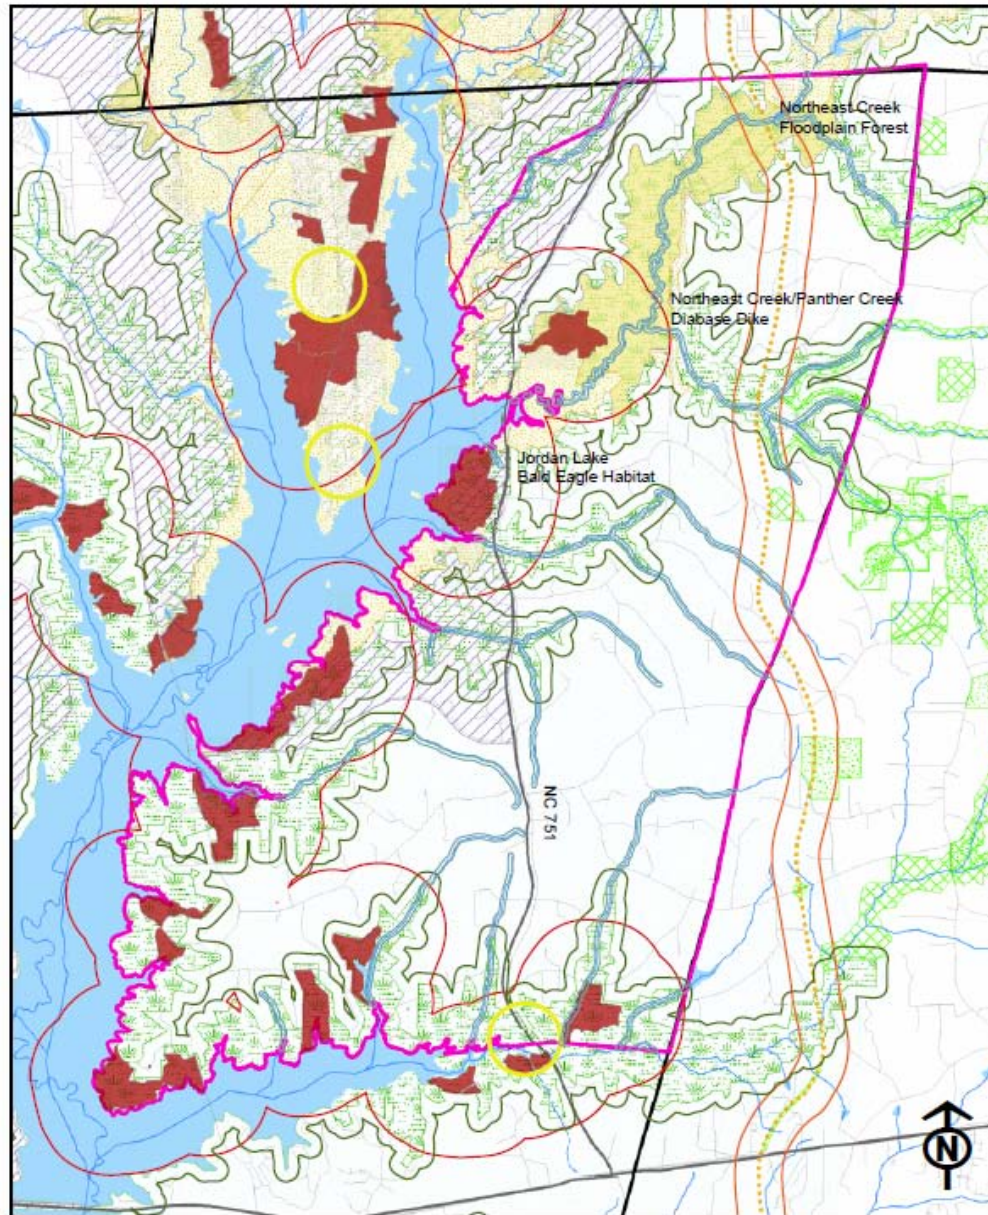 Northeast Creek
Floodplain Forest
Northeast Creek/Panther Creek
Diabase Dike
Jordan Lake
Bald Eagle Habitat
NC 751
N